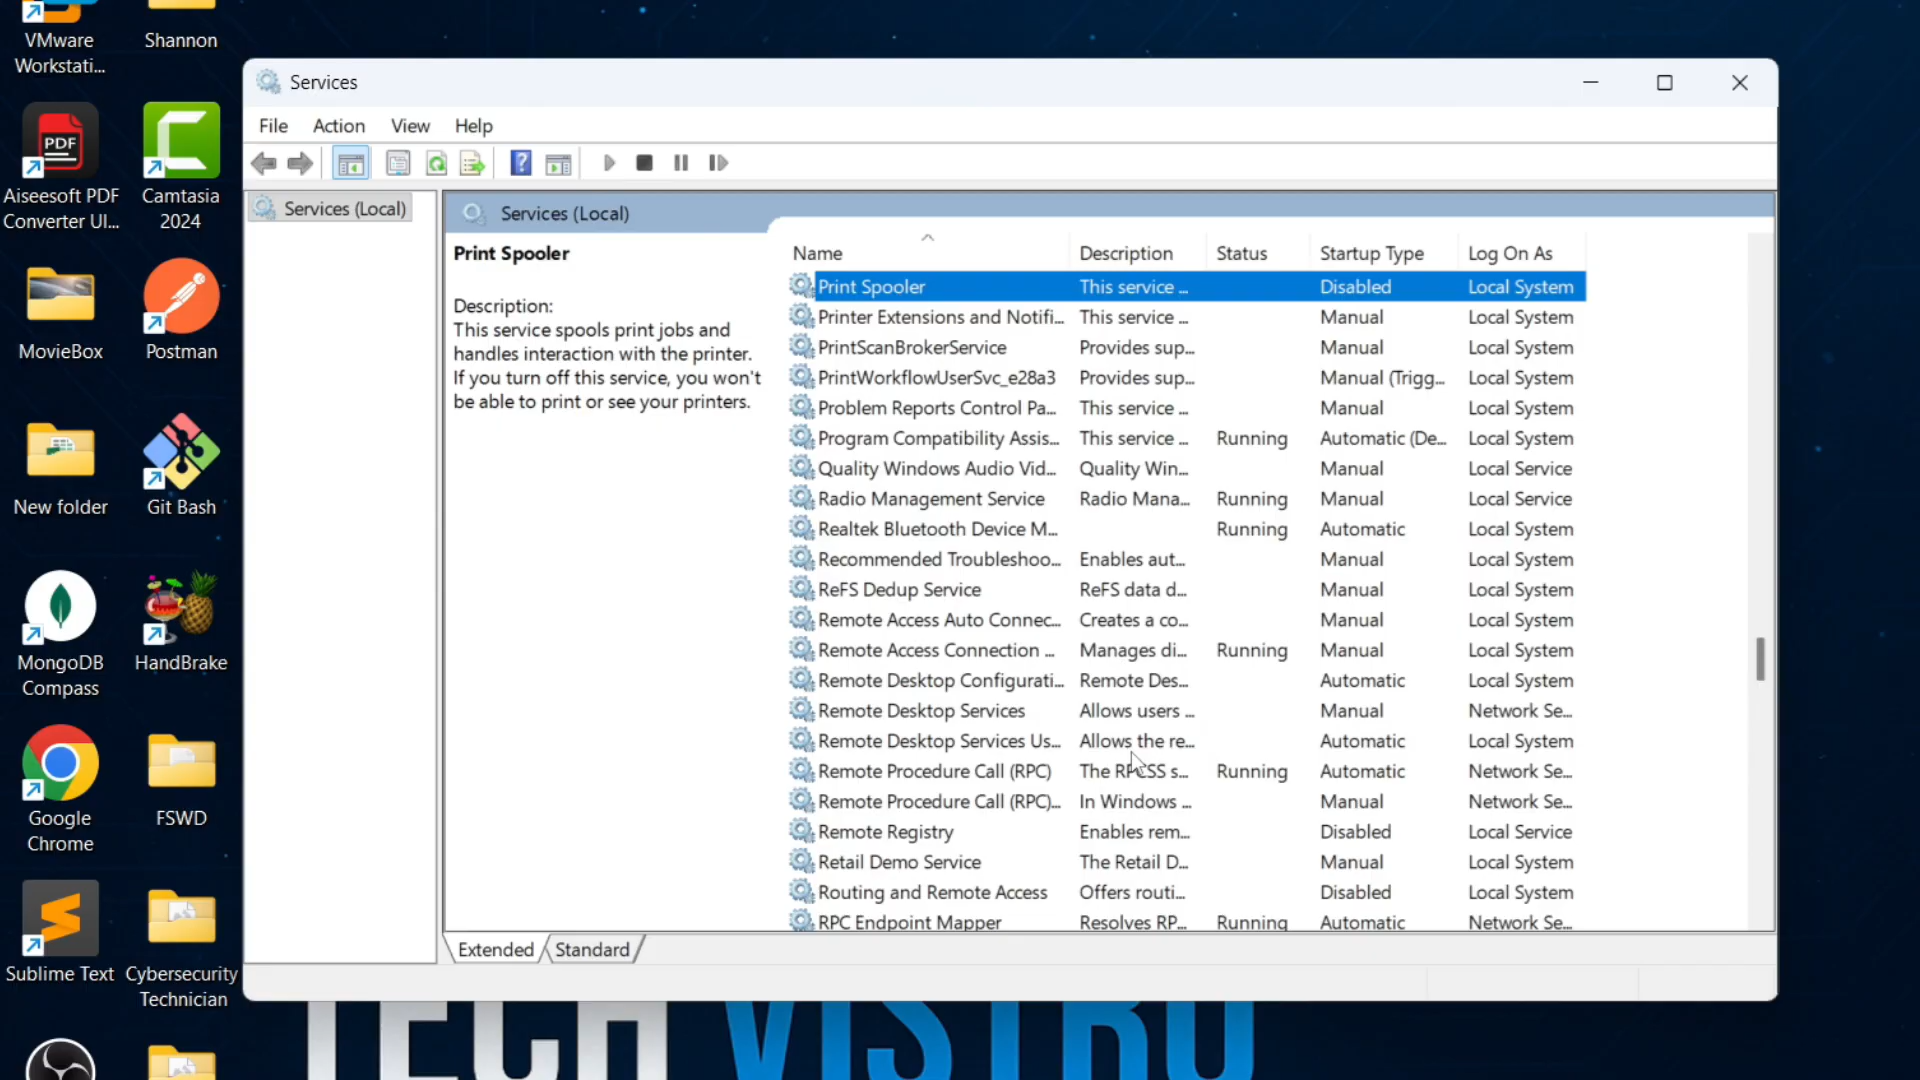 VMware
Workstati...
Shannon
PDF
Aiseesoft PDF
Converter UI...
Camtasia
2024
MovieBox
Postman
New folder
Git Bash
MongoDB
Compass
HandBrake
Google
Chrome
FSWD
Sublime Text
Cybersecurity
Technician
Services
File Action View Help
Services (Local)
Services (Local)
Print Spooler
Description:
This service spools print jobs and
handles interaction with the printer.
If you turn off this service, you won't
be able to print or see your printers.
Name Description Status Startup Type Log On As
Print Spooler This service ... Disabled Local System
Printer Extensions and Notifi... This service ... Manual Local System
PrintScanBrokerService Provides sup... Manual Local System
PrintWorkflowUserSvc_e28a3 Provides sup... Manual (Trigg... Local System
Problem Reports Control Pa... This service ... Manual Local System
Program Compatibility Assis... This service ... Running Automatic (De... Local System
Quality Windows Audio Vid... Quality Win... Manual Local Service
Radio Management Service Radio Mana... Running Manual Local Service
Realtek Bluetooth Device M... Running Automatic Local System
Recommended Troubleshoo... Enables aut... Manual Local System
ReFS Dedup Service ReFS data d... Manual Local System
Remote Access Auto Connec... Creates a co... Manual Local System
Remote Access Connection ... Manages di... Running Manual Local System
Remote Desktop Configurati... Remote Des... Automatic Local System
Remote Desktop Services Allows users ... Manual Network Se...
Remote Desktop Services Us... Allows the re... Automatic Local System
Remote Procedure Call (RPC) The RPCSS s... Running Automatic Network Se...
Remote Procedure Call (RPC)... In Windows ... Manual Network Se...
Remote Registry Enables rem... Disabled Local Service
Retail Demo Service The Retail D... Manual Local System
Routing and Remote Access Offers routi... Disabled Local System
RPC Endpoint Mapper Resolves RP... Running Automatic Network Se...
Extended Standard
TECH VISTRO